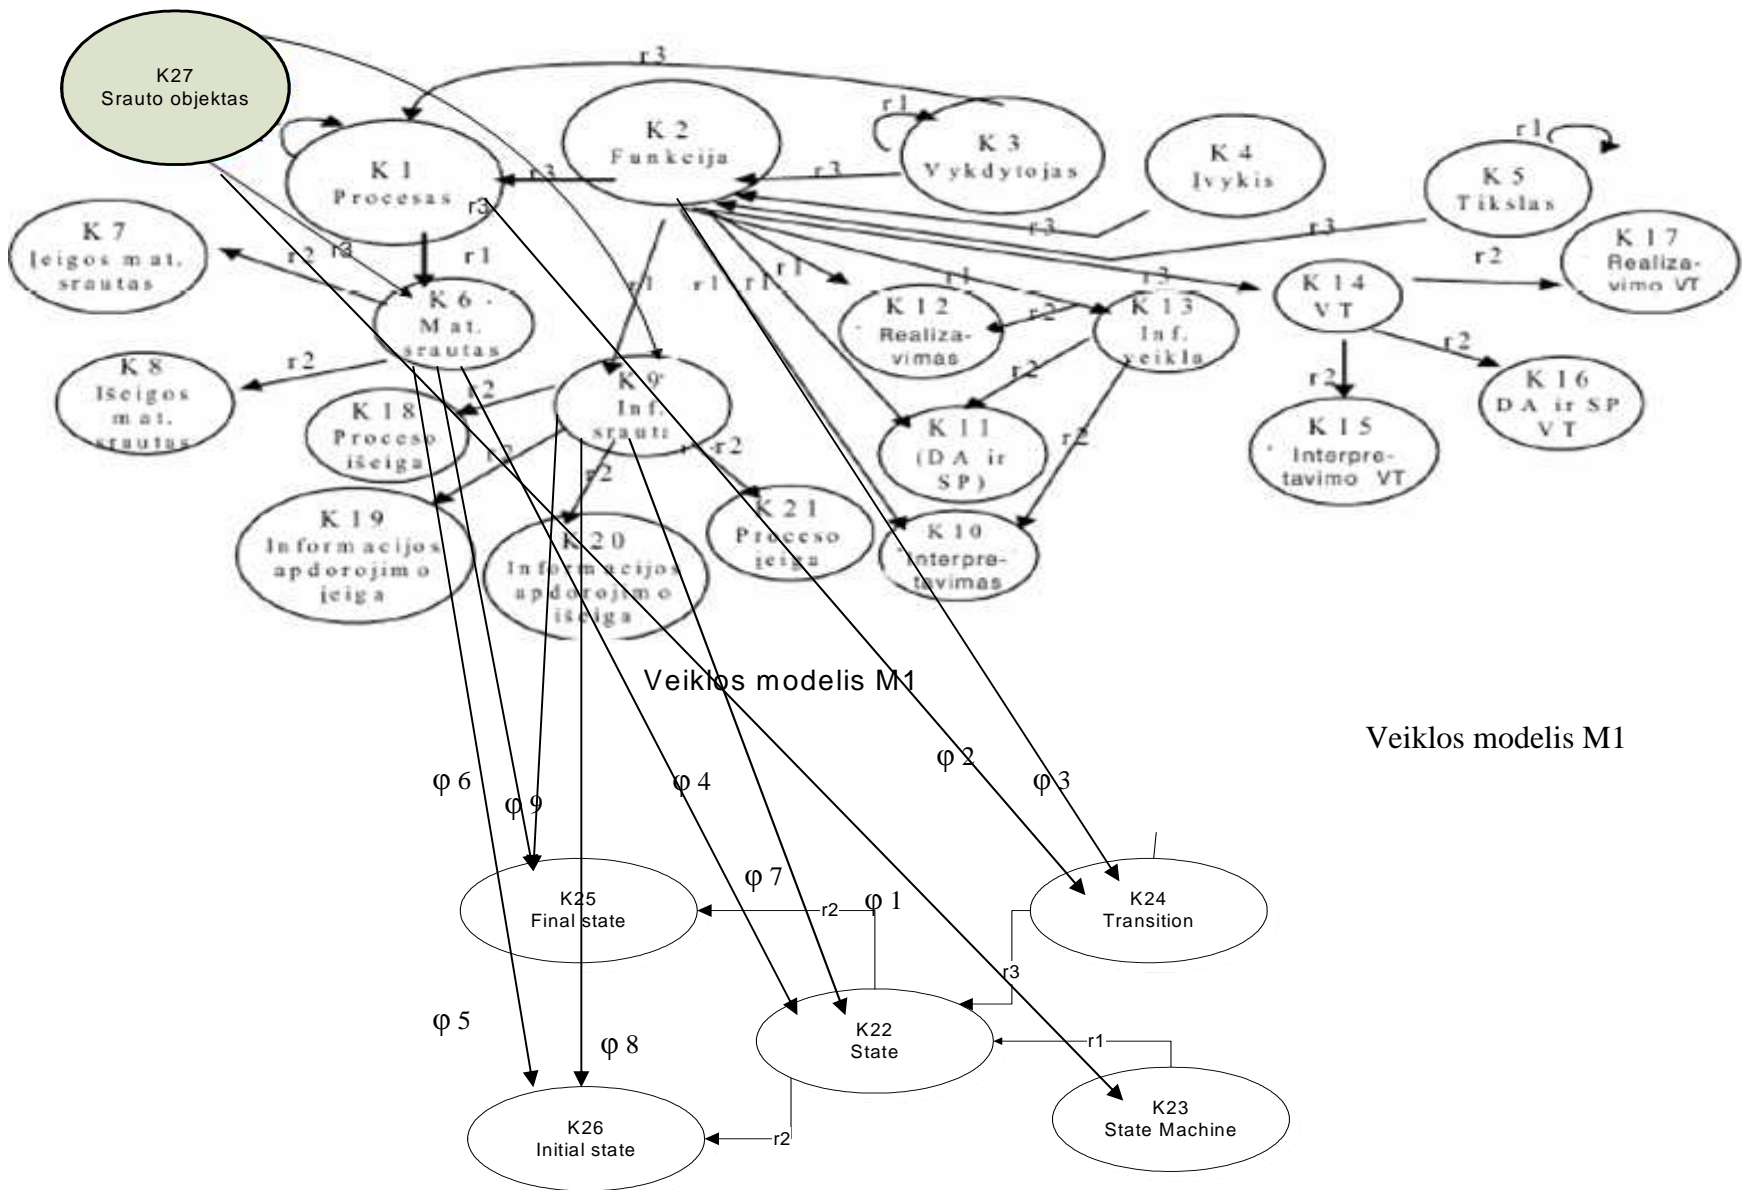 K27
Srauto objektas
r3
r1
K 1
Procesas
r3
K 2
Funkcija
r3
r1
K 3
Vykdytojas
r3
K 4
Įvykis
r3
r1
K 5
Tikslas
r3
K 7
Įeigos mat.
srautas
r2
r3
r1
K 6
Mat.
srautas
r1
r1
r1
r1
r1
r3
K 12
Realiza-
vimas
r2
K 13
Inf.
veikla
K 14
VT
r2
K 17
Realiza-
vimo VT
K 8
Išeigos
mat.
srautas
r2
r2
K 18
Proceso
išeiga
K 9
Inf.
srautai
r2
r2
r2
K 11
(DA ir
SP)
r2
r2
r2
r2
K 15
Interpre-
tavimo VT
K 16
DA ir SP
VT
K 19
Informacijos
apdorojimo
įeiga
K 20
Informacijos
apdorojimo
išeiga
K 21
Proceso
įeiga
K 10
Interpre-
tavimas
Veiklos modelis M1
Veiklos modelis M1
φ 6
φ 9
φ 4
φ 2
φ 3
φ 7
φ 1
K25
Final state
r2
K24
Transition
r3
φ 5
φ 8
K22
State
r1
K26
Initial state
r2
K23
State Machine